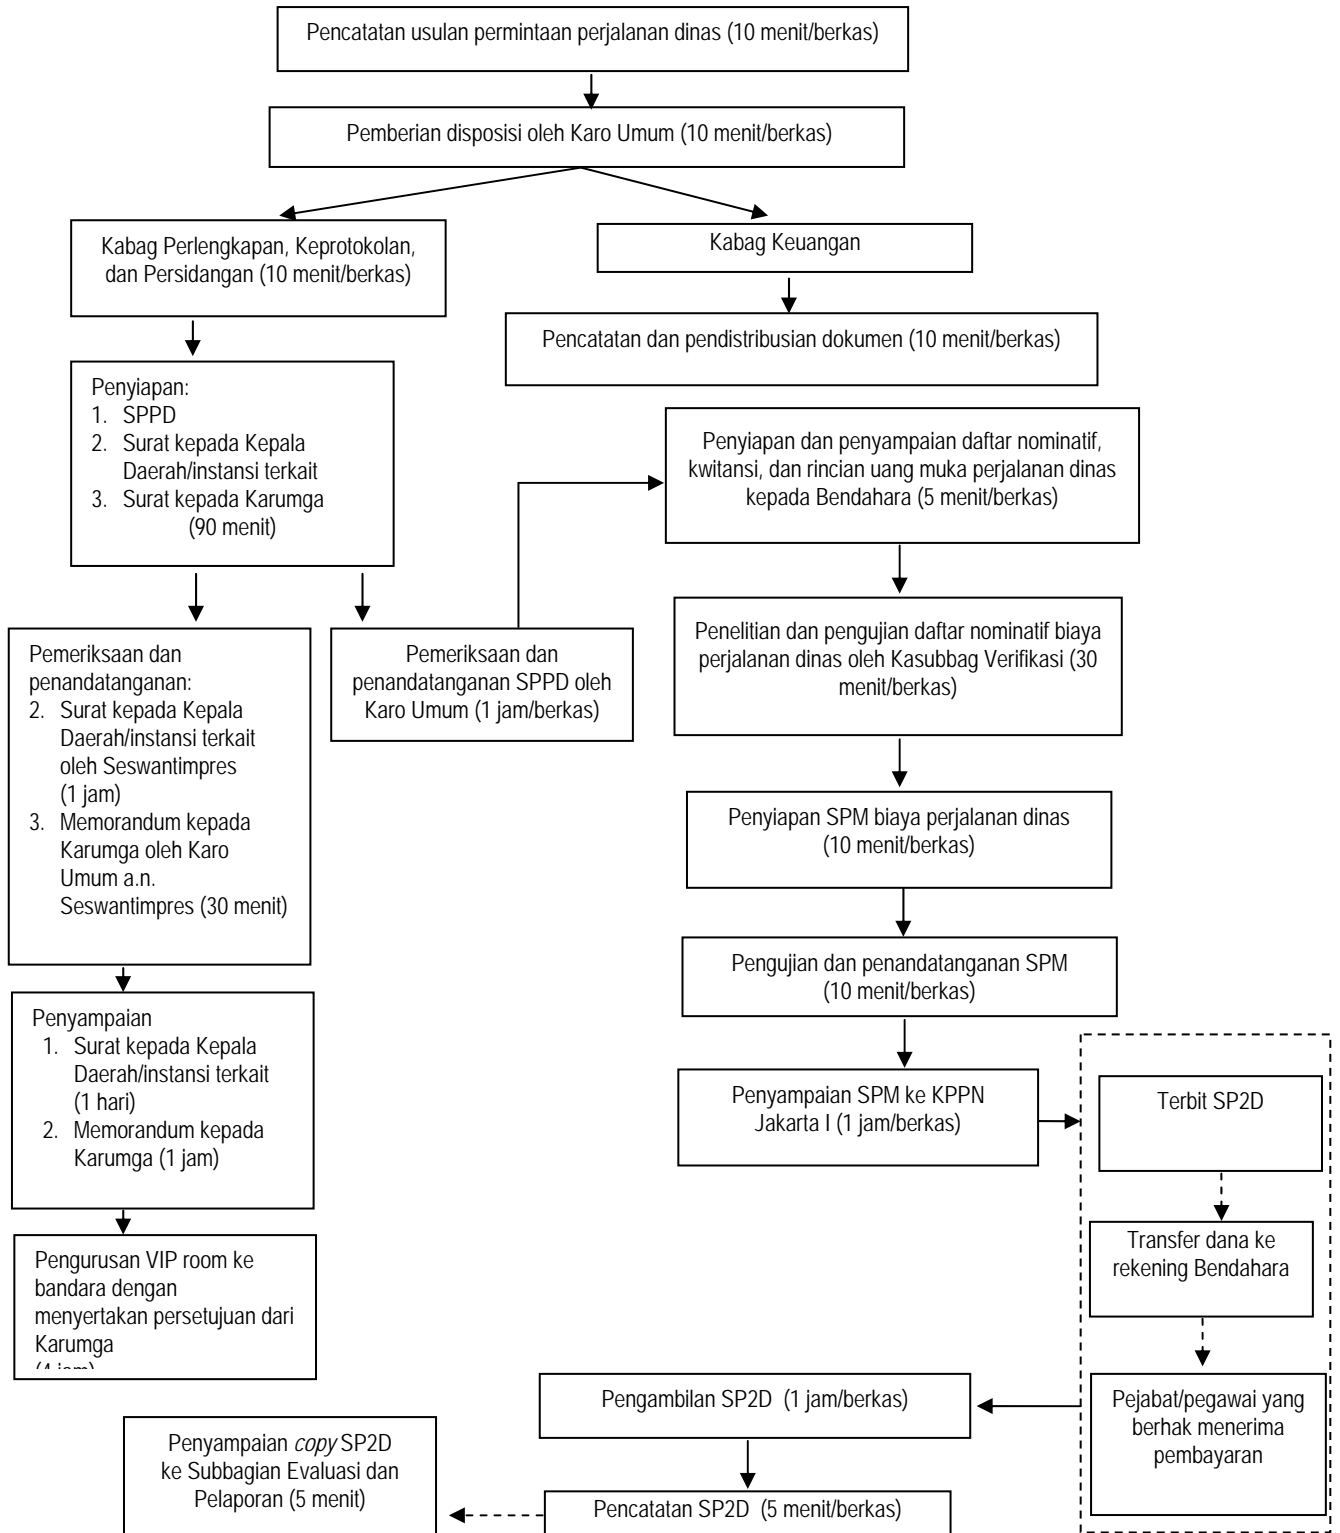 Pencatatan usulan permintaan perjalanan dinas (10 menit/berkas)
Pemberian disposisi oleh Karo Umum (10 menit/berkas)
Kabag Perlengkapan, Keprotokolan,
dan Persidangan (10 menit/berkas)
Kabag Keuangan
Pencatatan dan pendistribusian dokumen (10 menit/berkas)
Penyiapan:
1. SPPD
2. Surat kepada Kepala
Daerah/instansi terkait
3. Surat kepada Karumga
(90 menit)
Penyiapan dan penyampaian daftar nominatif,
kwitansi, dan rincian uang muka perjalanan dinas
kepada Bendahara (5 menit/berkas)
Pemeriksaan dan
penandatanganan:
2. Surat kepada Kepala
Daerah/instansi terkait
oleh Seswantimpres
(1 jam)
3. Memorandum kepada
Karumga oleh Karo
Umum a.n.
Seswantimpres (30 menit)
Pemeriksaan dan
penandatanganan SPPD oleh
Karo Umum (1 jam/berkas)
Penelitian dan pengujian daftar nominatif biaya
perjalanan dinas oleh Kasubbag Verifikasi (30
menit/berkas)
Penyiapan SPM biaya perjalanan dinas
(10 menit/berkas)
Pengujian dan penandatanganan SPM
(10 menit/berkas)
Penyampaian
1. Surat kepada Kepala
Daerah/instansi terkait
(1 hari)
2. Memorandum kepada
Karumga (1 jam)
Penyampaian SPM ke KPPN
Jakarta I (1 jam/berkas)
Terbit SP2D
Transfer dana ke
rekening Bendahara
Pengurusan VIP room ke
bandara dengan
menyertakan persetujuan dari
Karumga
Pejabat/pegawai yang
berhak menerima
pembayaran
Pengambilan SP2D (1 jam/berkas)
Pencatatan SP2D (5 menit/berkas)
Penyampaian copy SP2D
ke Subbagian Evaluasi dan
Pelaporan (5 menit)